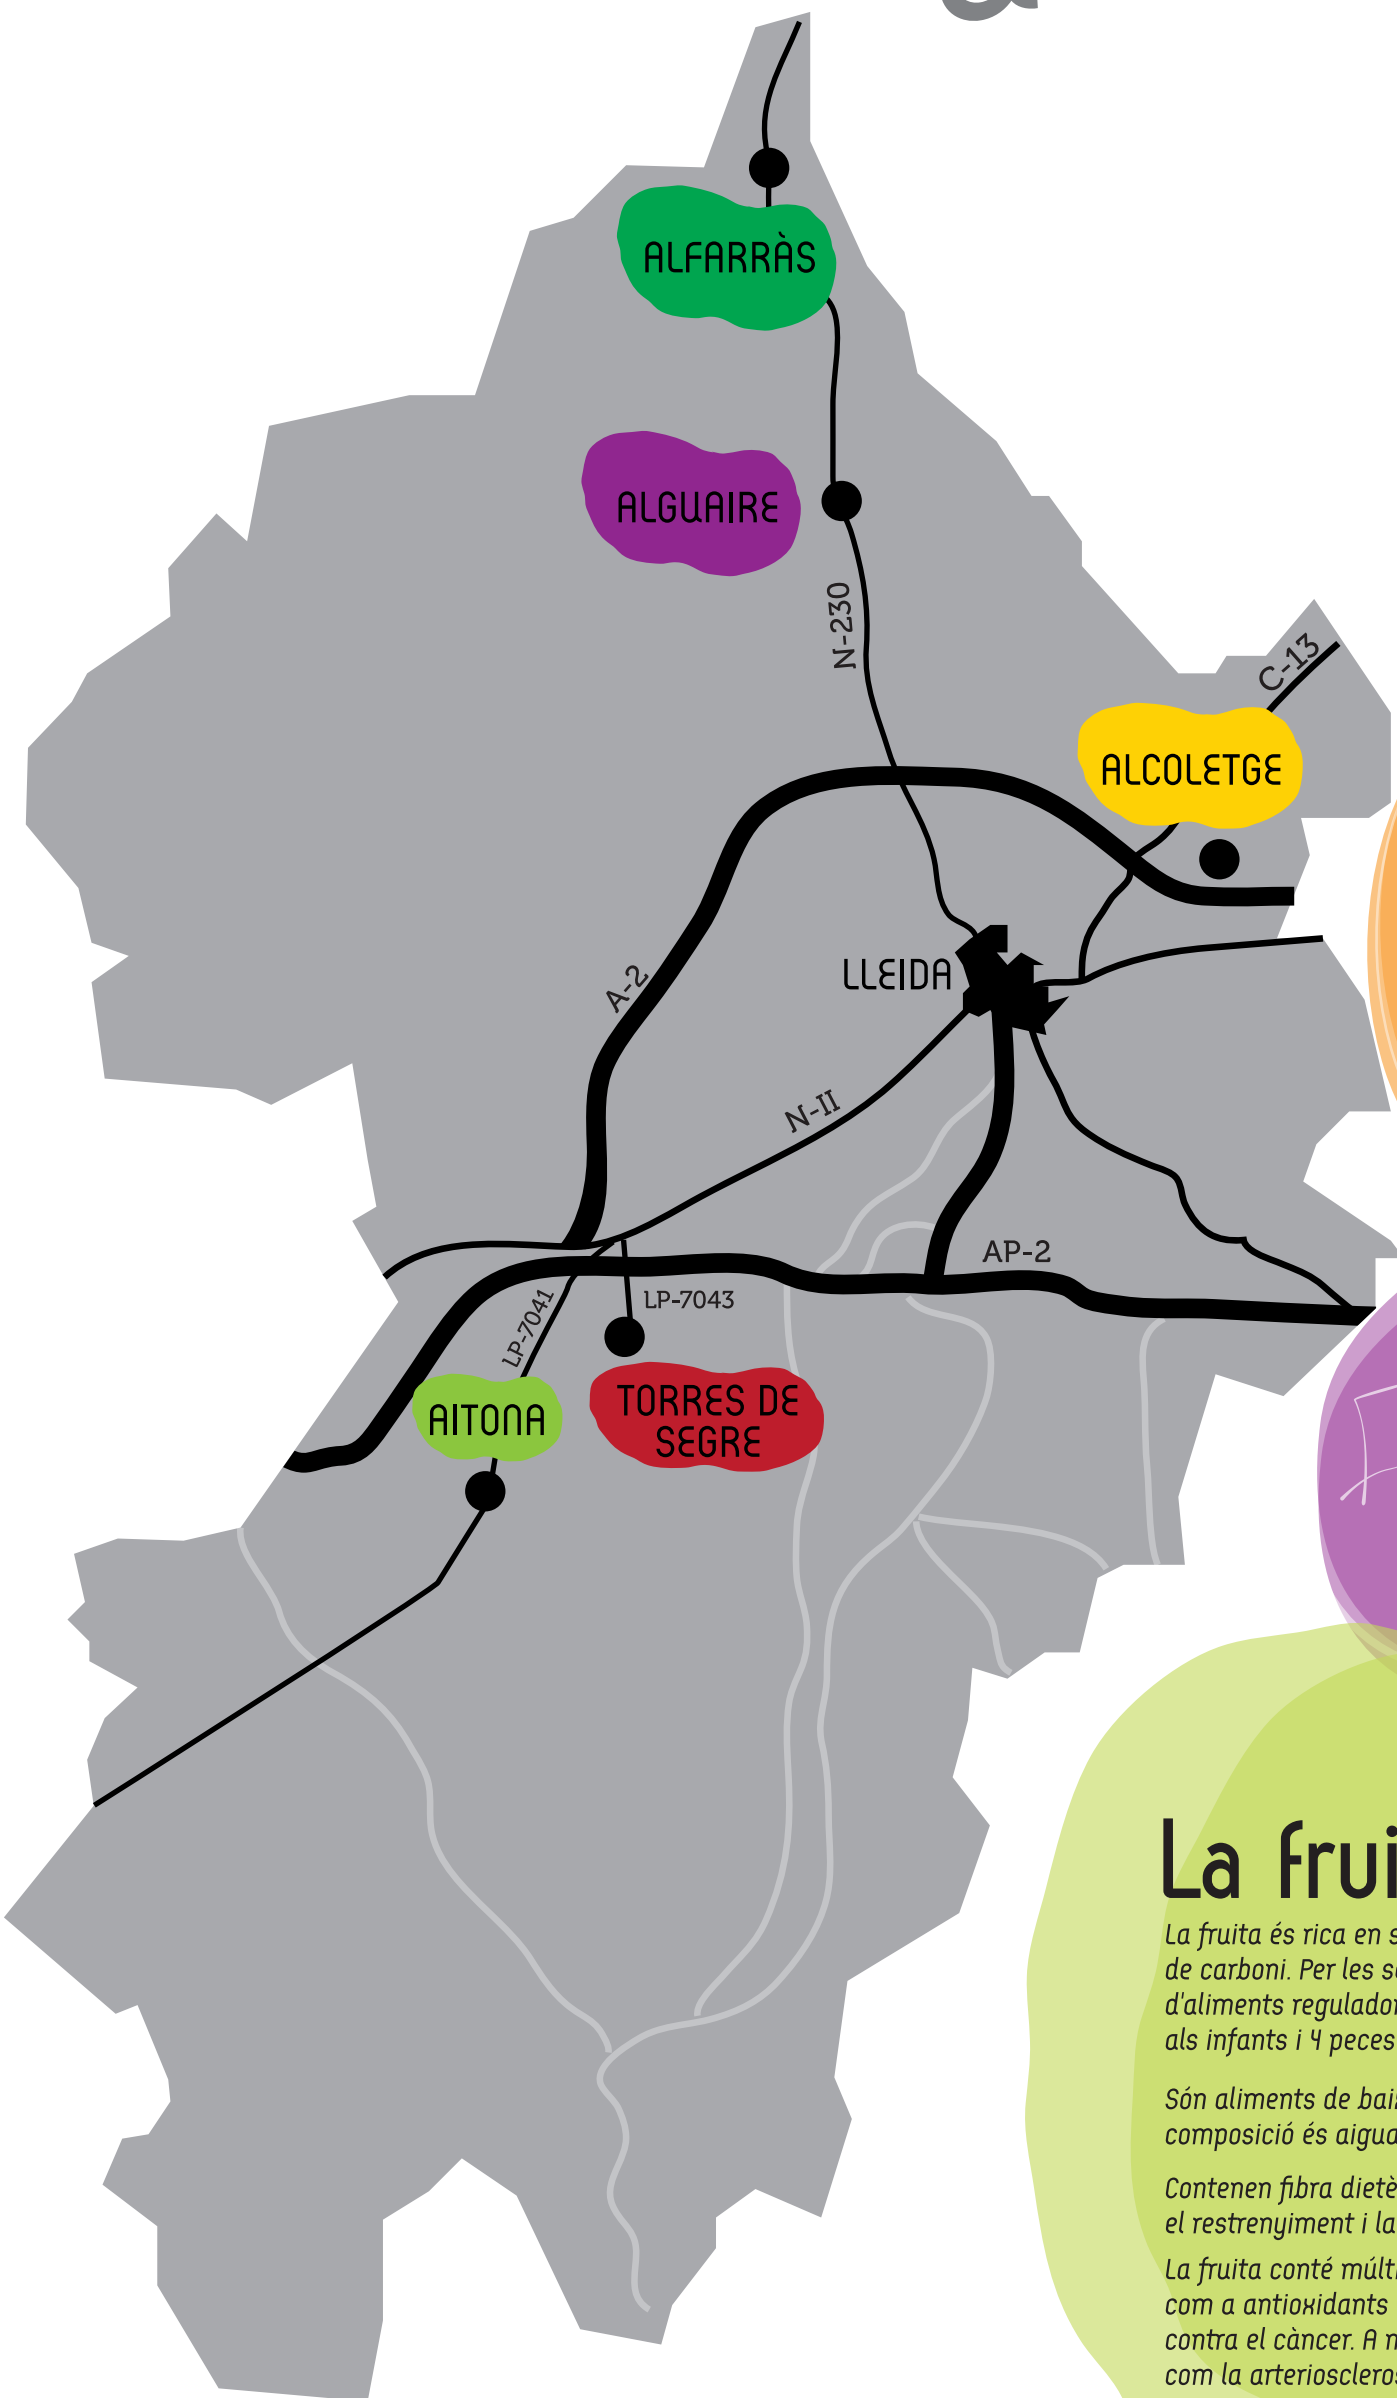 ALFARRÀS
ALGUAIRE
N-230
C-13
ALCOLETGE
LLEIDA
A-2
N-II
AP-2
LP-7041
LP-7043
AITONA
TORRES DE
SEGRE
La frui
La fruita és rica en s
de carboni. Per les s
d'aliments regulador
als infants i 4 peces
Són aliments de baix
composició és aigua
Contenen fibra dietè
el restrenyiment i la
La fruita conté múlt
com a antioxidants
contra el càncer. A
com la arteriosclero